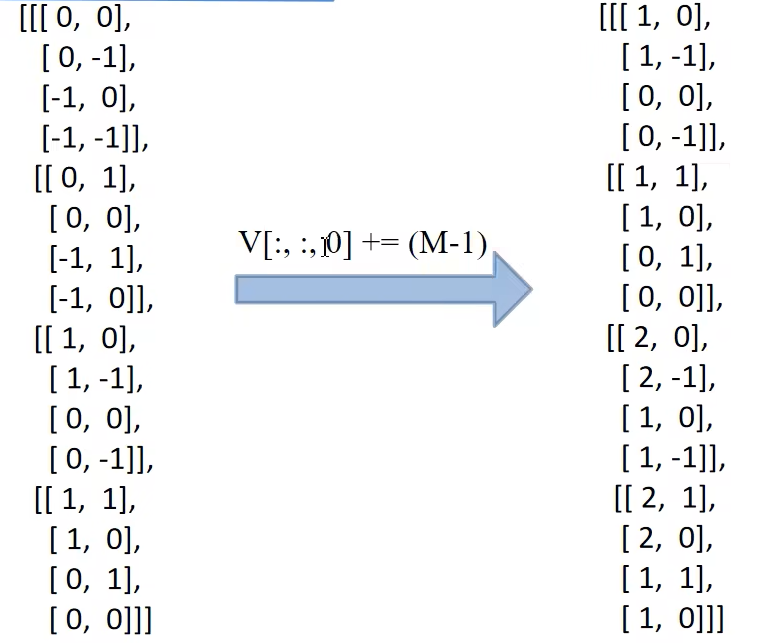 [[[ 0, 0],
[ 0, -1],
[-1, 0],
[-1, -1]],
[[ 0, 1],
[ 0, 0],
[-1, 1],
[-1, 0]],
[[ 1, 0],
[ 1, -1],
[ 0, 0],
[ 0, -1]],
[[ 1, 1],
[ 1, 0],
[ 0, 1],
[ 0, 0]]]
V[:, :, 0] += (M-1)
[[[ 1, 0],
[ 1, -1],
[ 0, 0],
[ 0, -1]],
[[ 1, 1],
[ 1, 0],
[ 0, 1],
[ 0, 0]],
[[ 2, 0],
[ 2, -1],
[ 1, 0],
[ 1, -1]],
[[ 2, 1],
[ 2, 0],
[ 1, 1],
[ 1, 0]]]